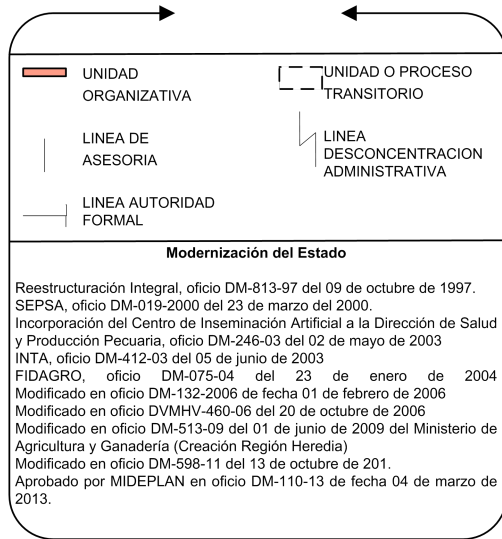 UNIDAD ORGANIZATIVA
UNIDAD O PROCESO TRANSITORIO
LINEA DE ASESORIA
LINEA DESCONCENTRACION ADMINISTRATIVA
LINEA AUTORIDAD FORMAL
Modernización del Estado
Reestructuración Integral, oficio DM-813-97 del 09 de octubre de 1997.
SEPSA, oficio DM-019-2000 del 23 de marzo del 2000.
Incorporación del Centro de Inseminación Artificial a la Dirección de Salud
y Producción Pecuaria, oficio DM-246-03 del 02 de mayo de 2003
INTA, oficio DM-412-03 del 05 de junio de 2003
FIDAGRO, oficio DM-075-04 del 23 de enero de 2004
Modificado en oficio DM-132-2006 de fecha 01 de febrero de 2006
Modificado en oficio DVMHV-460-06 del 20 de octubre de 2006
Modificado en oficio DM-513-09 del 01 de junio de 2009 del Ministerio de
Agricultura y Ganadería (Creación Región Heredia)
Modificado en oficio DM-598-11 del 13 de octubre de 201.
Aprobado por MIDEPLAN en oficio DM-110-13 de fecha 04 de marzo de
2013.